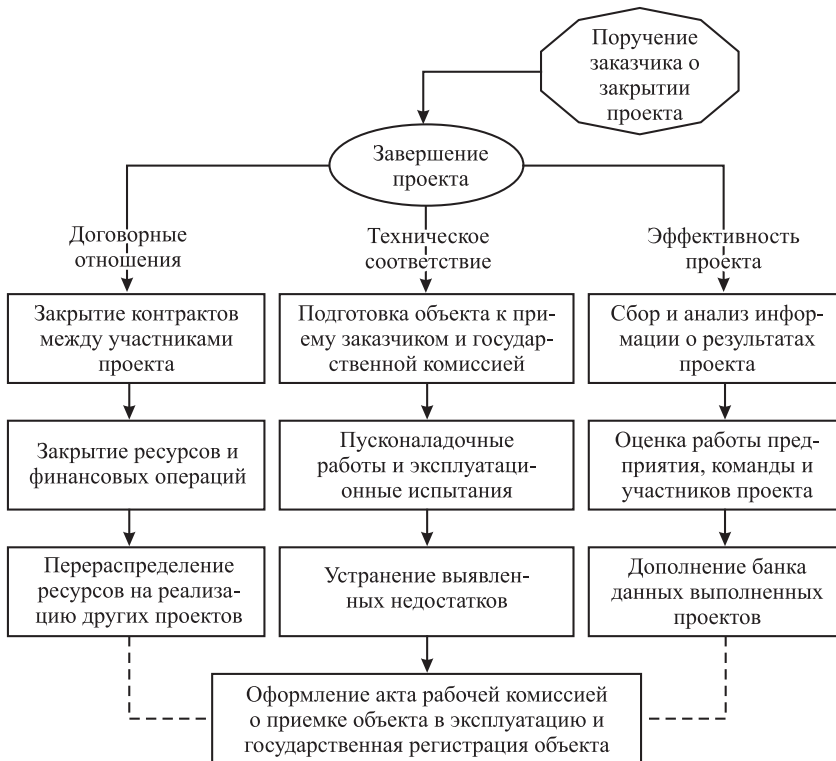 Поручение
заказчика о
закрытии
проекта
Завершение
проекта
Договорные
отношения
Техническое
соответствие
Эффективность
проекта
Закрытие контрактов
между участниками
проекта
Подготовка объекта к при-
ему заказчиком и государ-
ственной комиссией
Сбор и анализ инфор-
мации о результатах
проекта
Закрытие ресурсов и
финансовых операций
Пусконаладочные
работы и эксплуатаци-
онные испытания
Оценка работы пред-
приятия, команды и
участников проекта
Перераспределение
ресурсов на реализа-
цию других проектов
Устранение выявлен-
ных недостатков
Дополнение банка
данных выполненных
проектов
Оформление акта рабочей комиссией
о приемке объекта в эксплуатацию и
государственная регистрация объекта